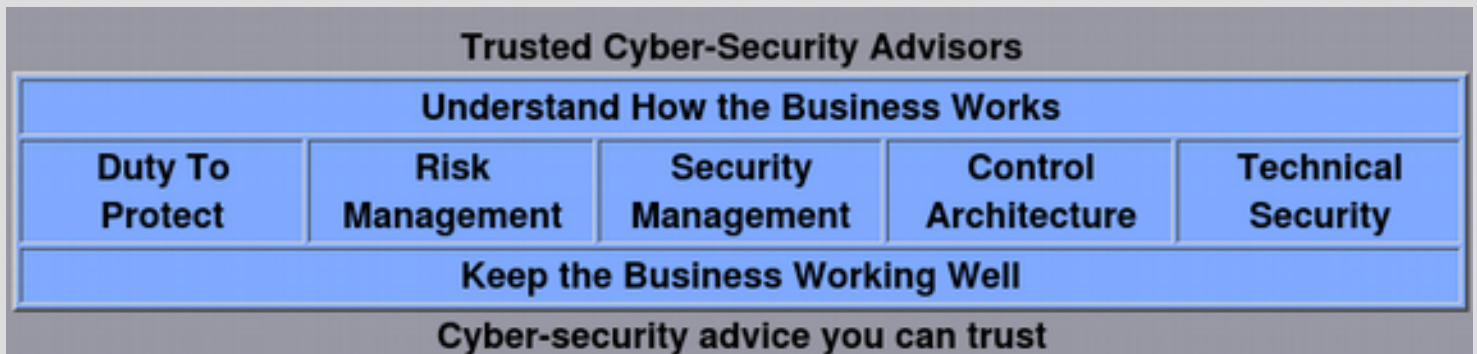 Trusted Cyber-Security Advisors
Understand How the Business Works
Duty To Protect
Risk Management
Security Management
Control Architecture
Technical Security
Keep the Business Working Well
Cyber-security advice you can trust